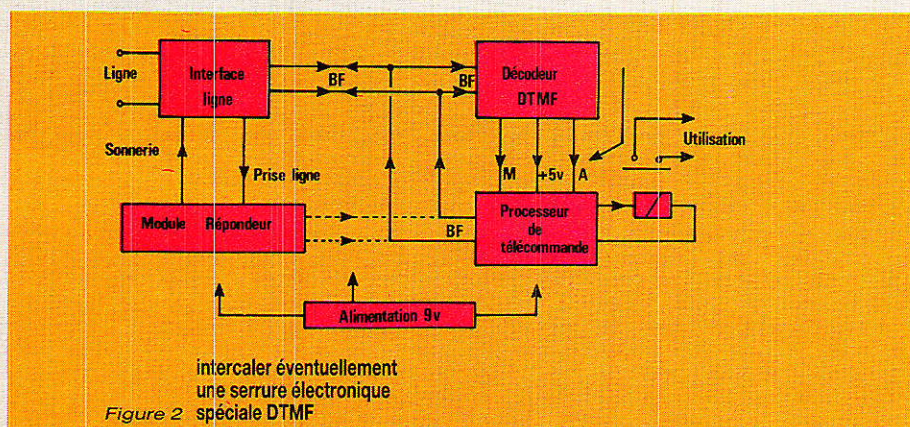 Ligne
Interface
ligne
BF
BF
Décodeur
DTMF
Sonnerie
Prise ligne
M
+5v
A
Utilisation
Module Répondeur
BF
Processeur
de
télécommande
Alimentation 9v
intercaler éventuellement
une serrure électronique
Figure 2 spéciale DTMF